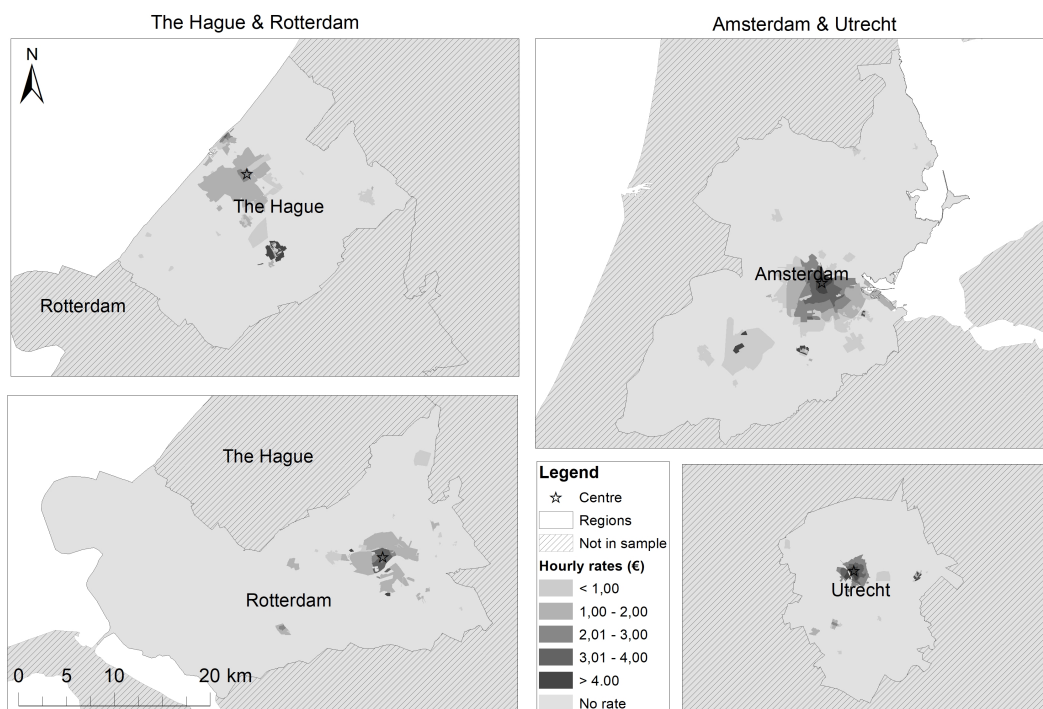 The Hague & Rotterdam
Amsterdam & Utrecht
N
The Hague
Rotterdam
Amsterdam
The Hague
Rotterdam
0 5 10 20 km
Legend
Centre
Regions
Not in sample
Hourly rates (€)
< 1,00
1,00 - 2,00
2,01 - 3,00
3,01 - 4,00
> 4.00
No rate
Utrecht